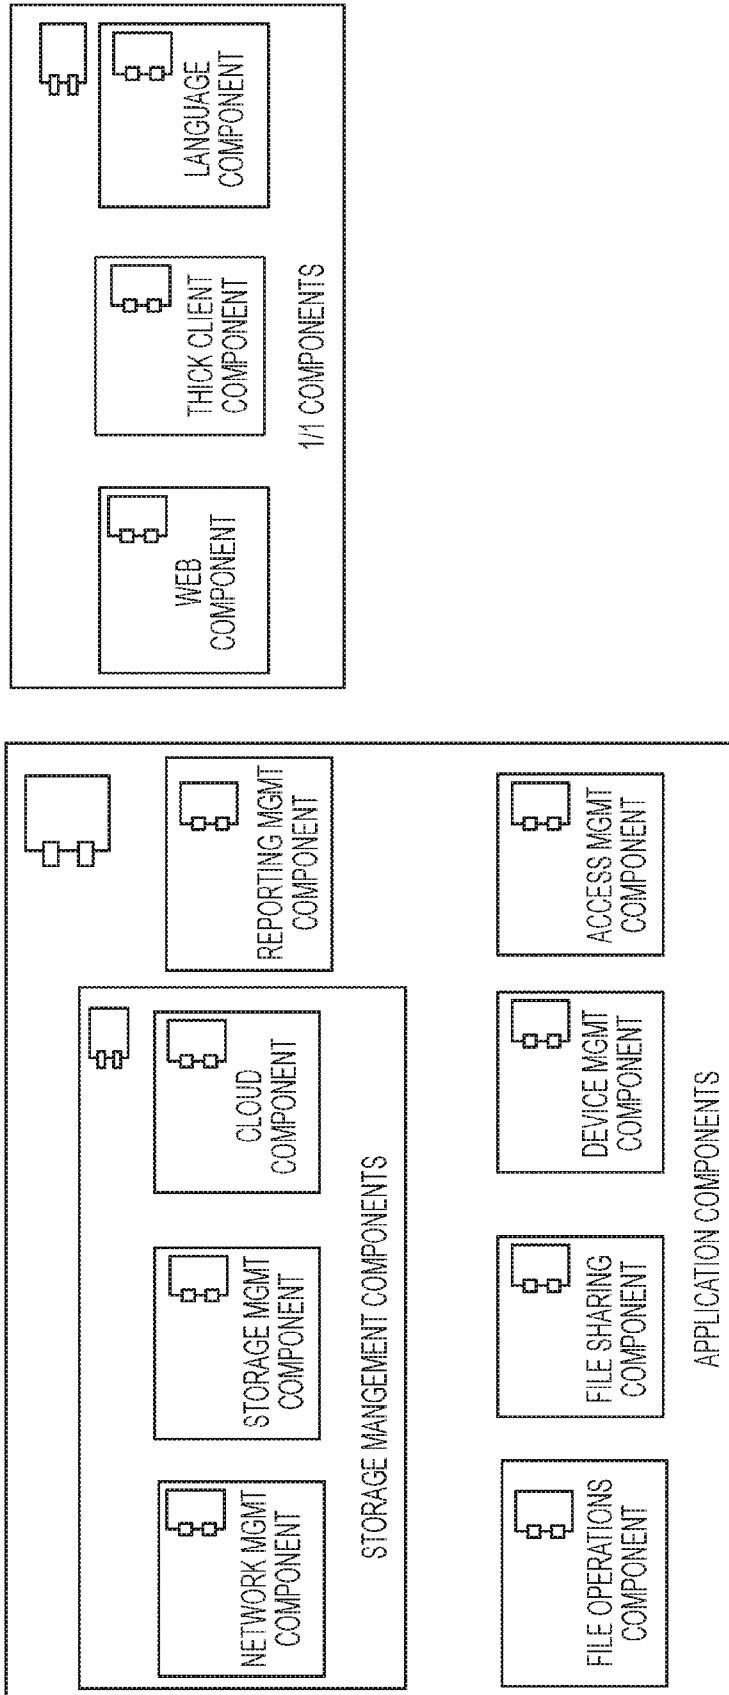 NETWORK MGMT
COMPONENT
STORAGE MGMT
COMPONENT
CLOUD
COMPONENT
STORAGE MANGEMENT COMPONENTS
REPORTING MGMT
COMPONENT
FILE OPERATIONS
COMPONENT
FILE SHARING
COMPONENT
DEVICE MGMT
COMPONENT
ACCESS MGMT
COMPONENT
APPLICATION COMPONENTS
WEB
COMPONENT
THICK CLIENT
COMPONENT
LANGUAGE
COMPONENT
1/1 COMPONENTS